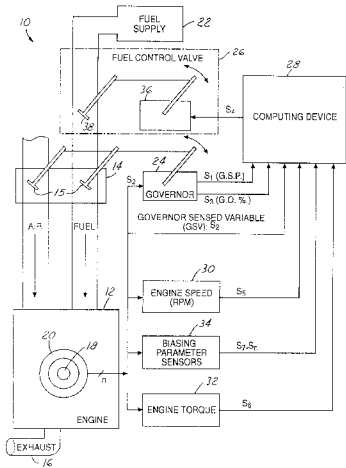 10
FUEL
SUPPLY
22
26
FUEL CONTROL VALVE
36
38
28
COMPUTING DEVICE
S4
24
GOVERNOR
S2
S1 (G.S.P.)
S3 (G.O. %)
14
15
GOVERNOR SENSED VARIABLE
(GSV): S2
AIR
FUEL
30
ENGINE SPEED
(RPM)
S5
12
34
BIASING
PARAMETER
SENSORS
S7-Sn
20
18
n
32
ENGINE TORQUE
S6
ENGINE
EXHAUST
16